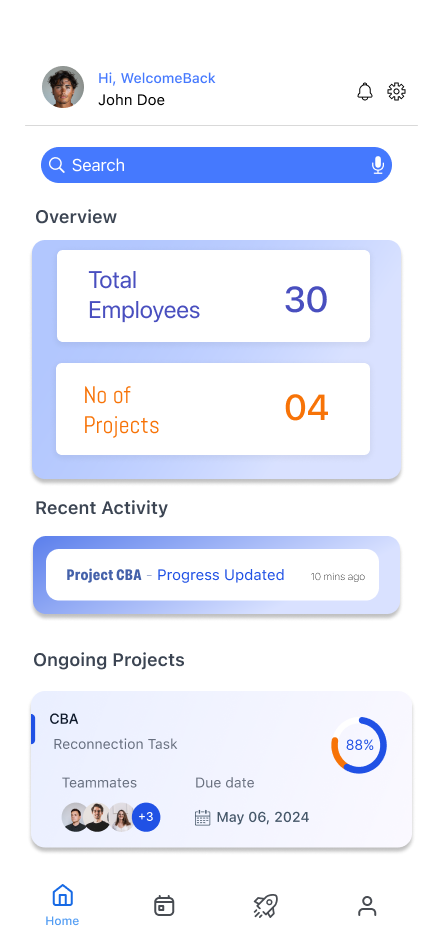 Hi, WelcomeBack
John Doe
Search
Overview
Total
Employees
30
No of
Projects
04
Recent Activity
Project CBA - Progress Updated
10 mins ago
Ongoing Projects
CBA
Reconnection Task
88%
Teammates
Due date
+3
May 06, 2024
Home